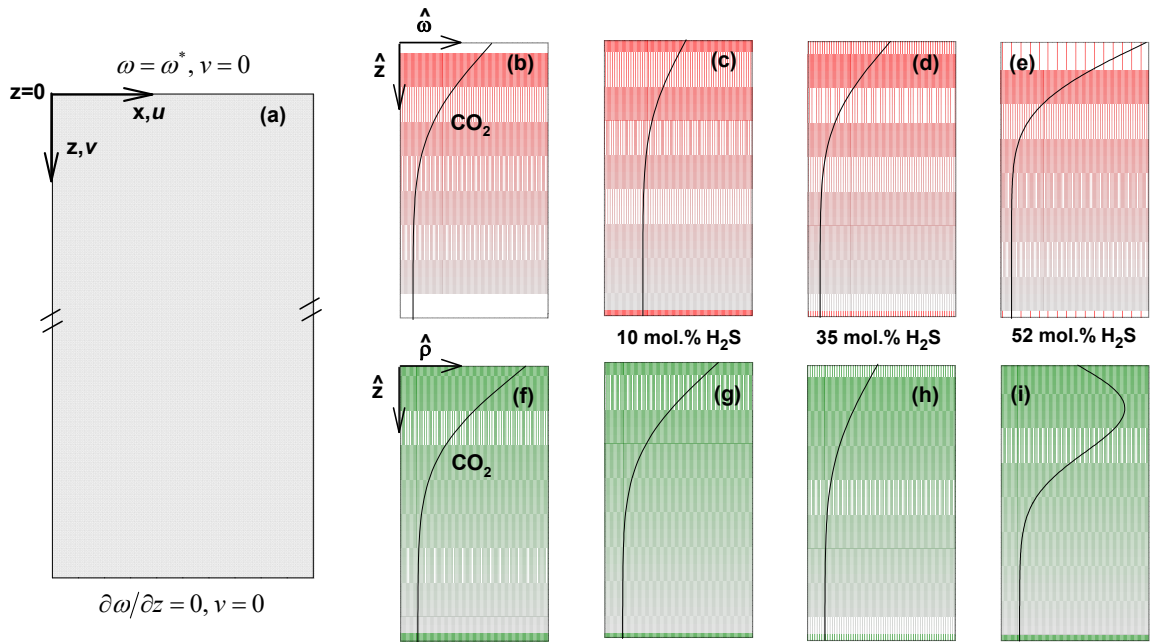 ω = ω*, v = 0
z=0
x,u
(a)
z,v
∂ω/∂z = 0, v = 0
ω̂
ẑ
(b)
CO₂
(c)
(d)
(e)
10 mol.% H₂S
35 mol.% H₂S
52 mol.% H₂S
ρ̂
ẑ
(f)
CO₂
(g)
(h)
(i)